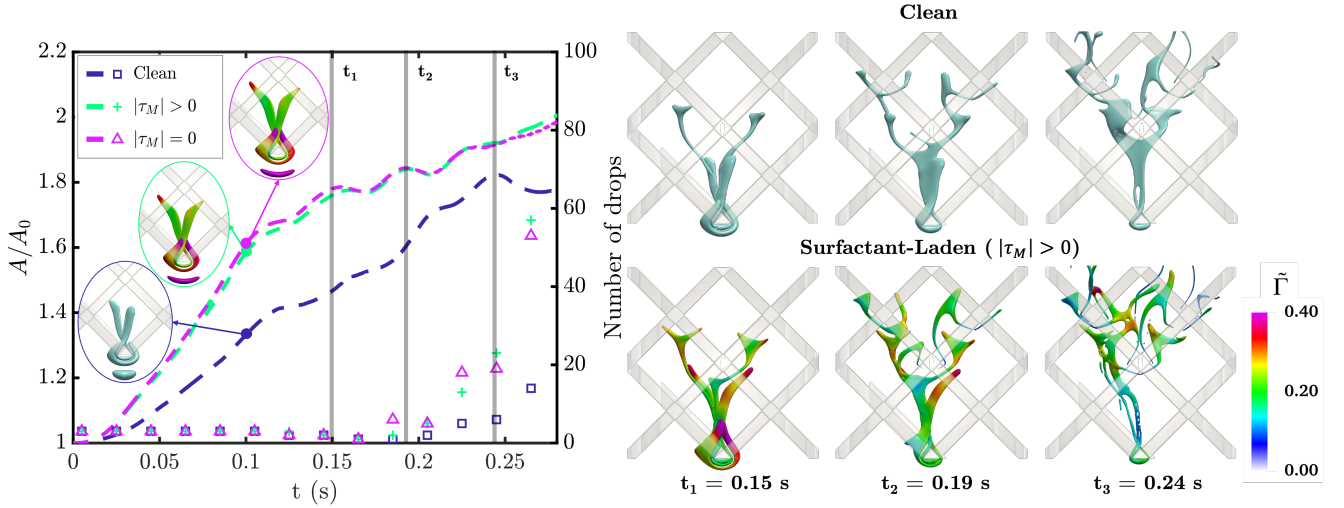 Clean
2.2
2
1.8
1.6
1.4
1.2
1
A/A₀
100
80
60
40
20
0
Number of drops
Clean
|τ_M| > 0
|τ_M| = 0
t₁
t₂
t₃
0
0.05
0.1
0.15
0.2
0.25
t (s)
Surfactant-Laden ( |τ_M| > 0)
Γ̃
0.40
0.20
0.00
t₁ = 0.15 s
t₂ = 0.19 s
t₃ = 0.24 s